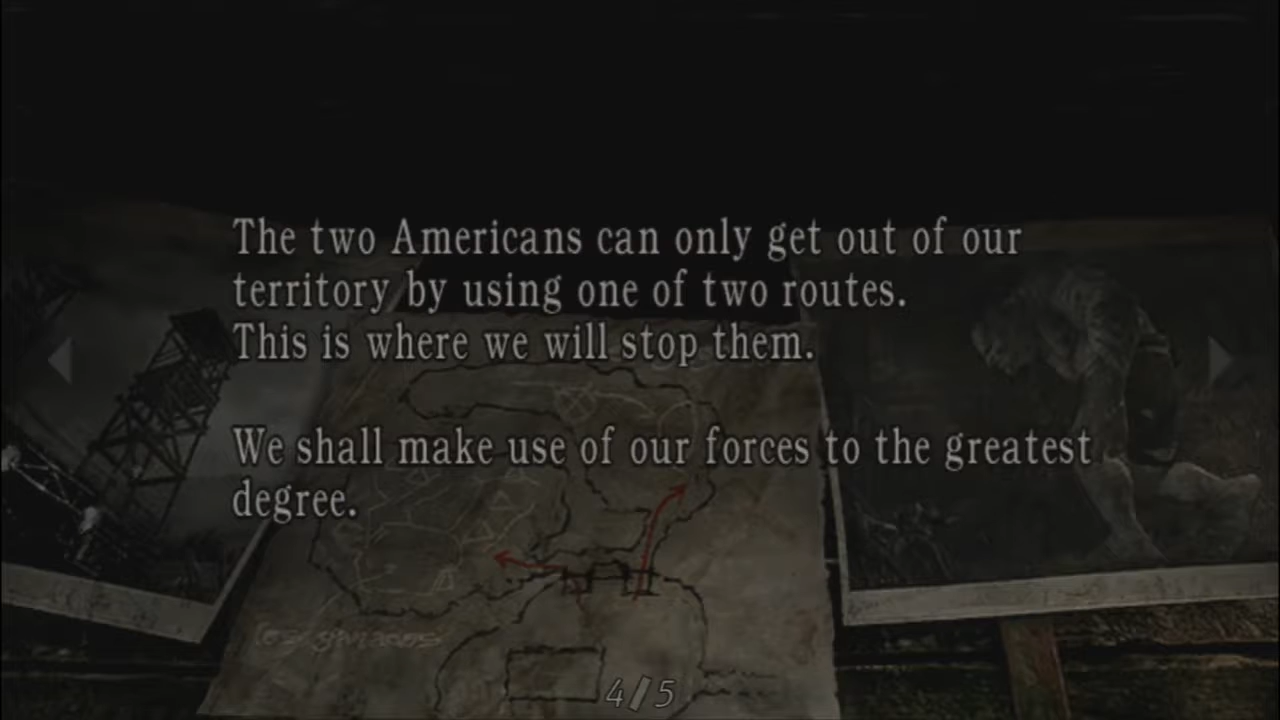 The two Americans can only get out of our
territory by using one of two routes.
This is where we will stop them.
We shall make use of our forces to the greatest
degree.
4/5